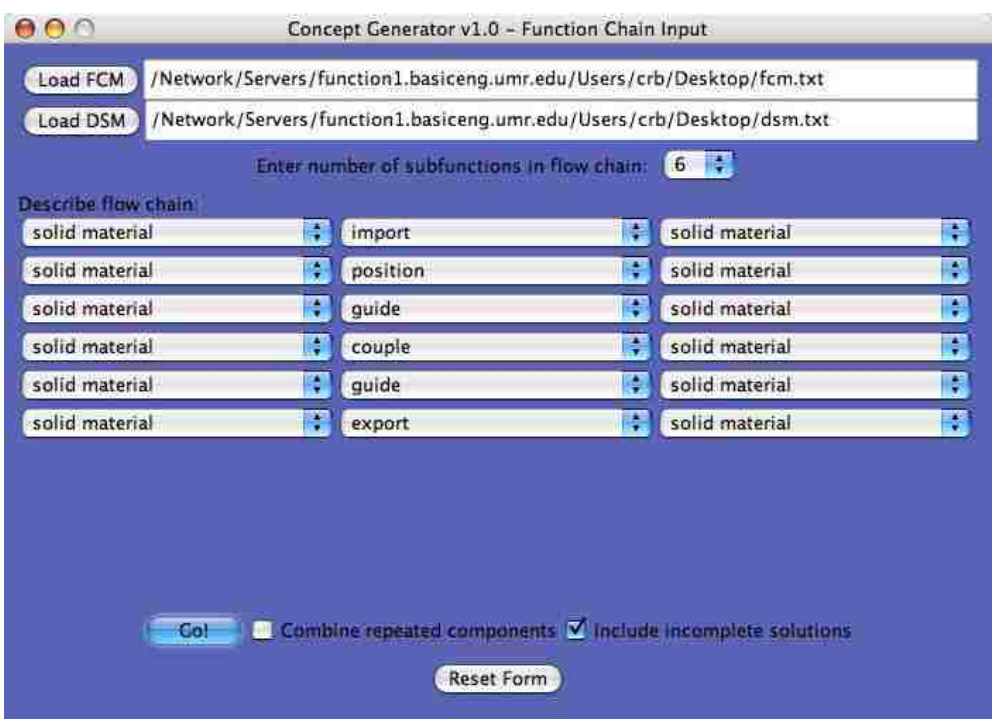 Concept Generator v1.0 – Function Chain Input
Load FCM /Network/Servers/function1.basiceng.umr.edu/Users/crb/Desktop/fcm.txt
Load DSM /Network/Servers/function1.basiceng.umr.edu/Users/crb/Desktop/dsm.txt
Enter number of subfunctions in flow chain: 6
Describe flow chain:
solid material import solid material
solid material position solid material
solid material guide solid material
solid material couple solid material
solid material guide solid material
solid material export solid material
Go! Combine repeated components Include incomplete solutions
Reset Form